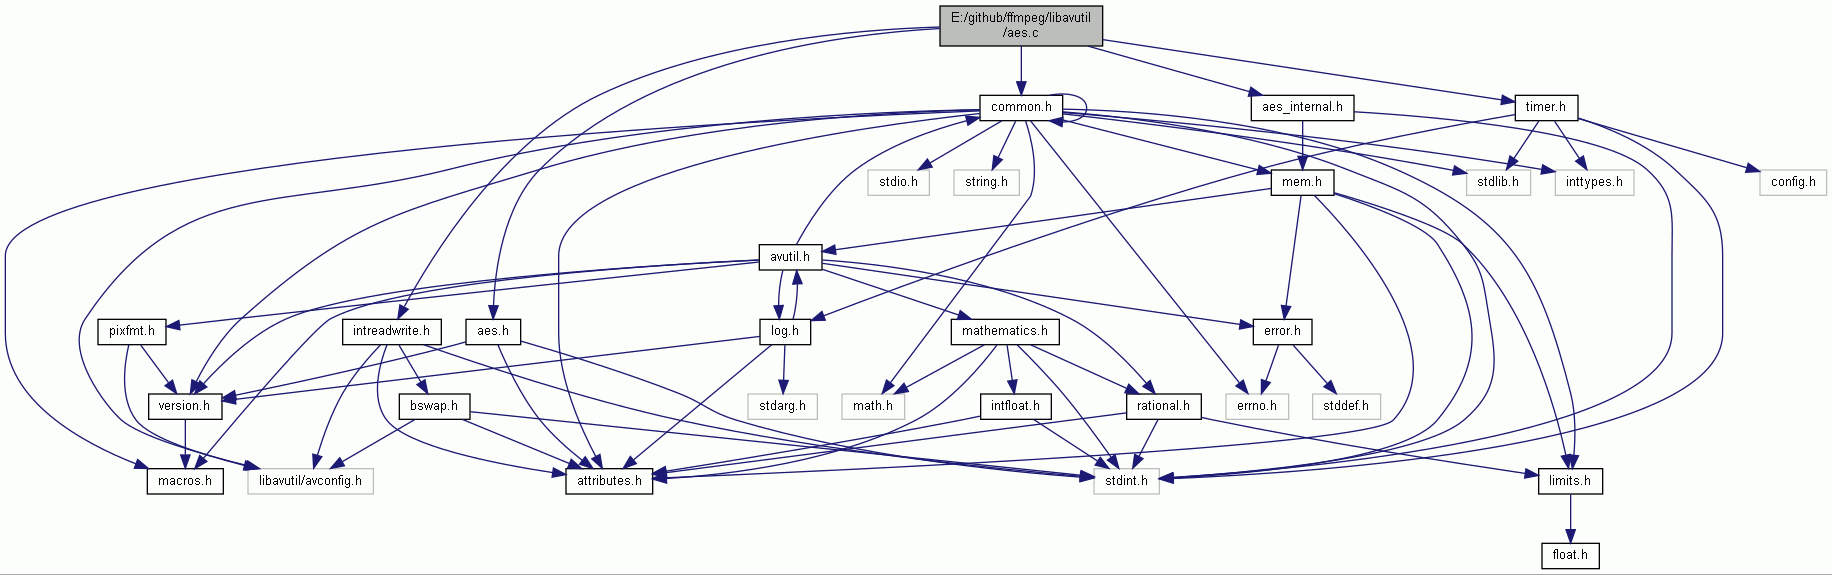 E:/github/ffmpeg/libavutil
/aes.c
common.h
aes_internal.h
timer.h
stdio.h
string.h
mem.h
stdlib.h
inttypes.h
config.h
avutil.h
pixfmt.h
intreadwrite.h
aes.h
log.h
mathematics.h
error.h
version.h
bswap.h
stdarg.h
math.h
intfloat.h
rational.h
errno.h
stddef.h
macros.h
libavutil/avconfig.h
attributes.h
stdint.h
limits.h
float.h